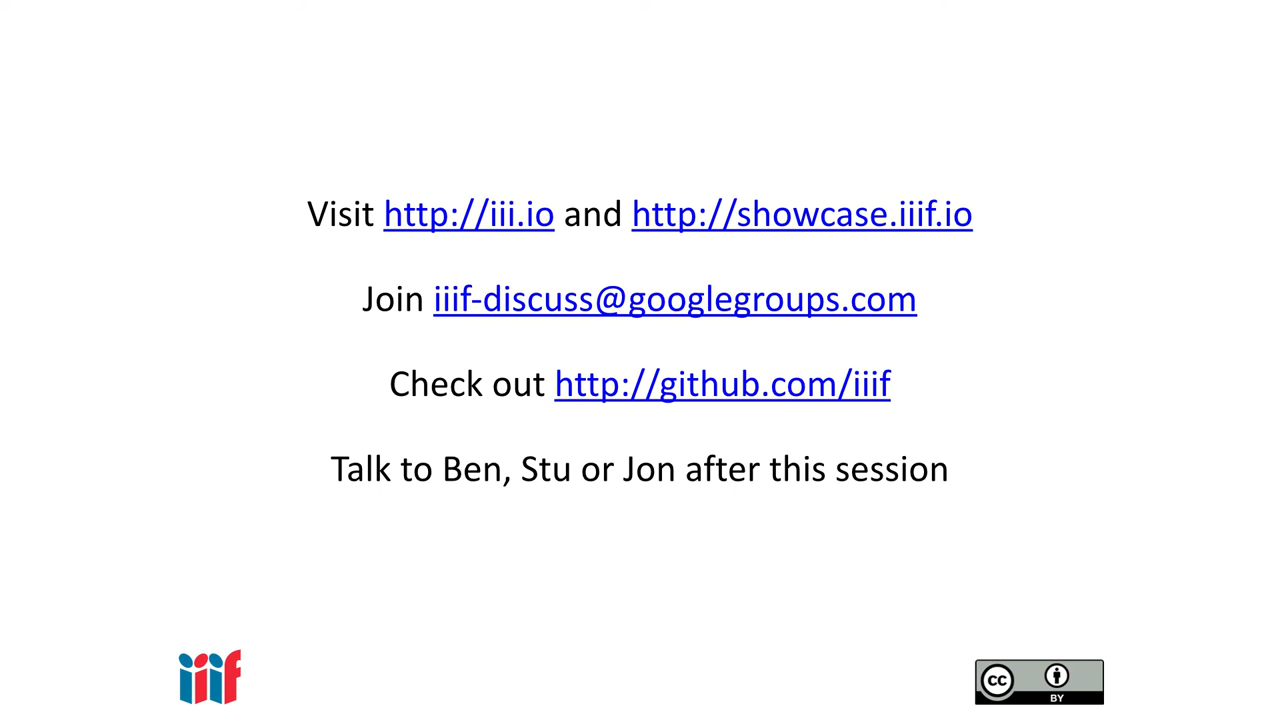 Visit http://iii.io and http://showcase.iiif.io
Join iiif-discuss@googlegroups.com
Check out http://github.com/iiif
Talk to Ben, Stu or Jon after this session
iiif
cc
BY